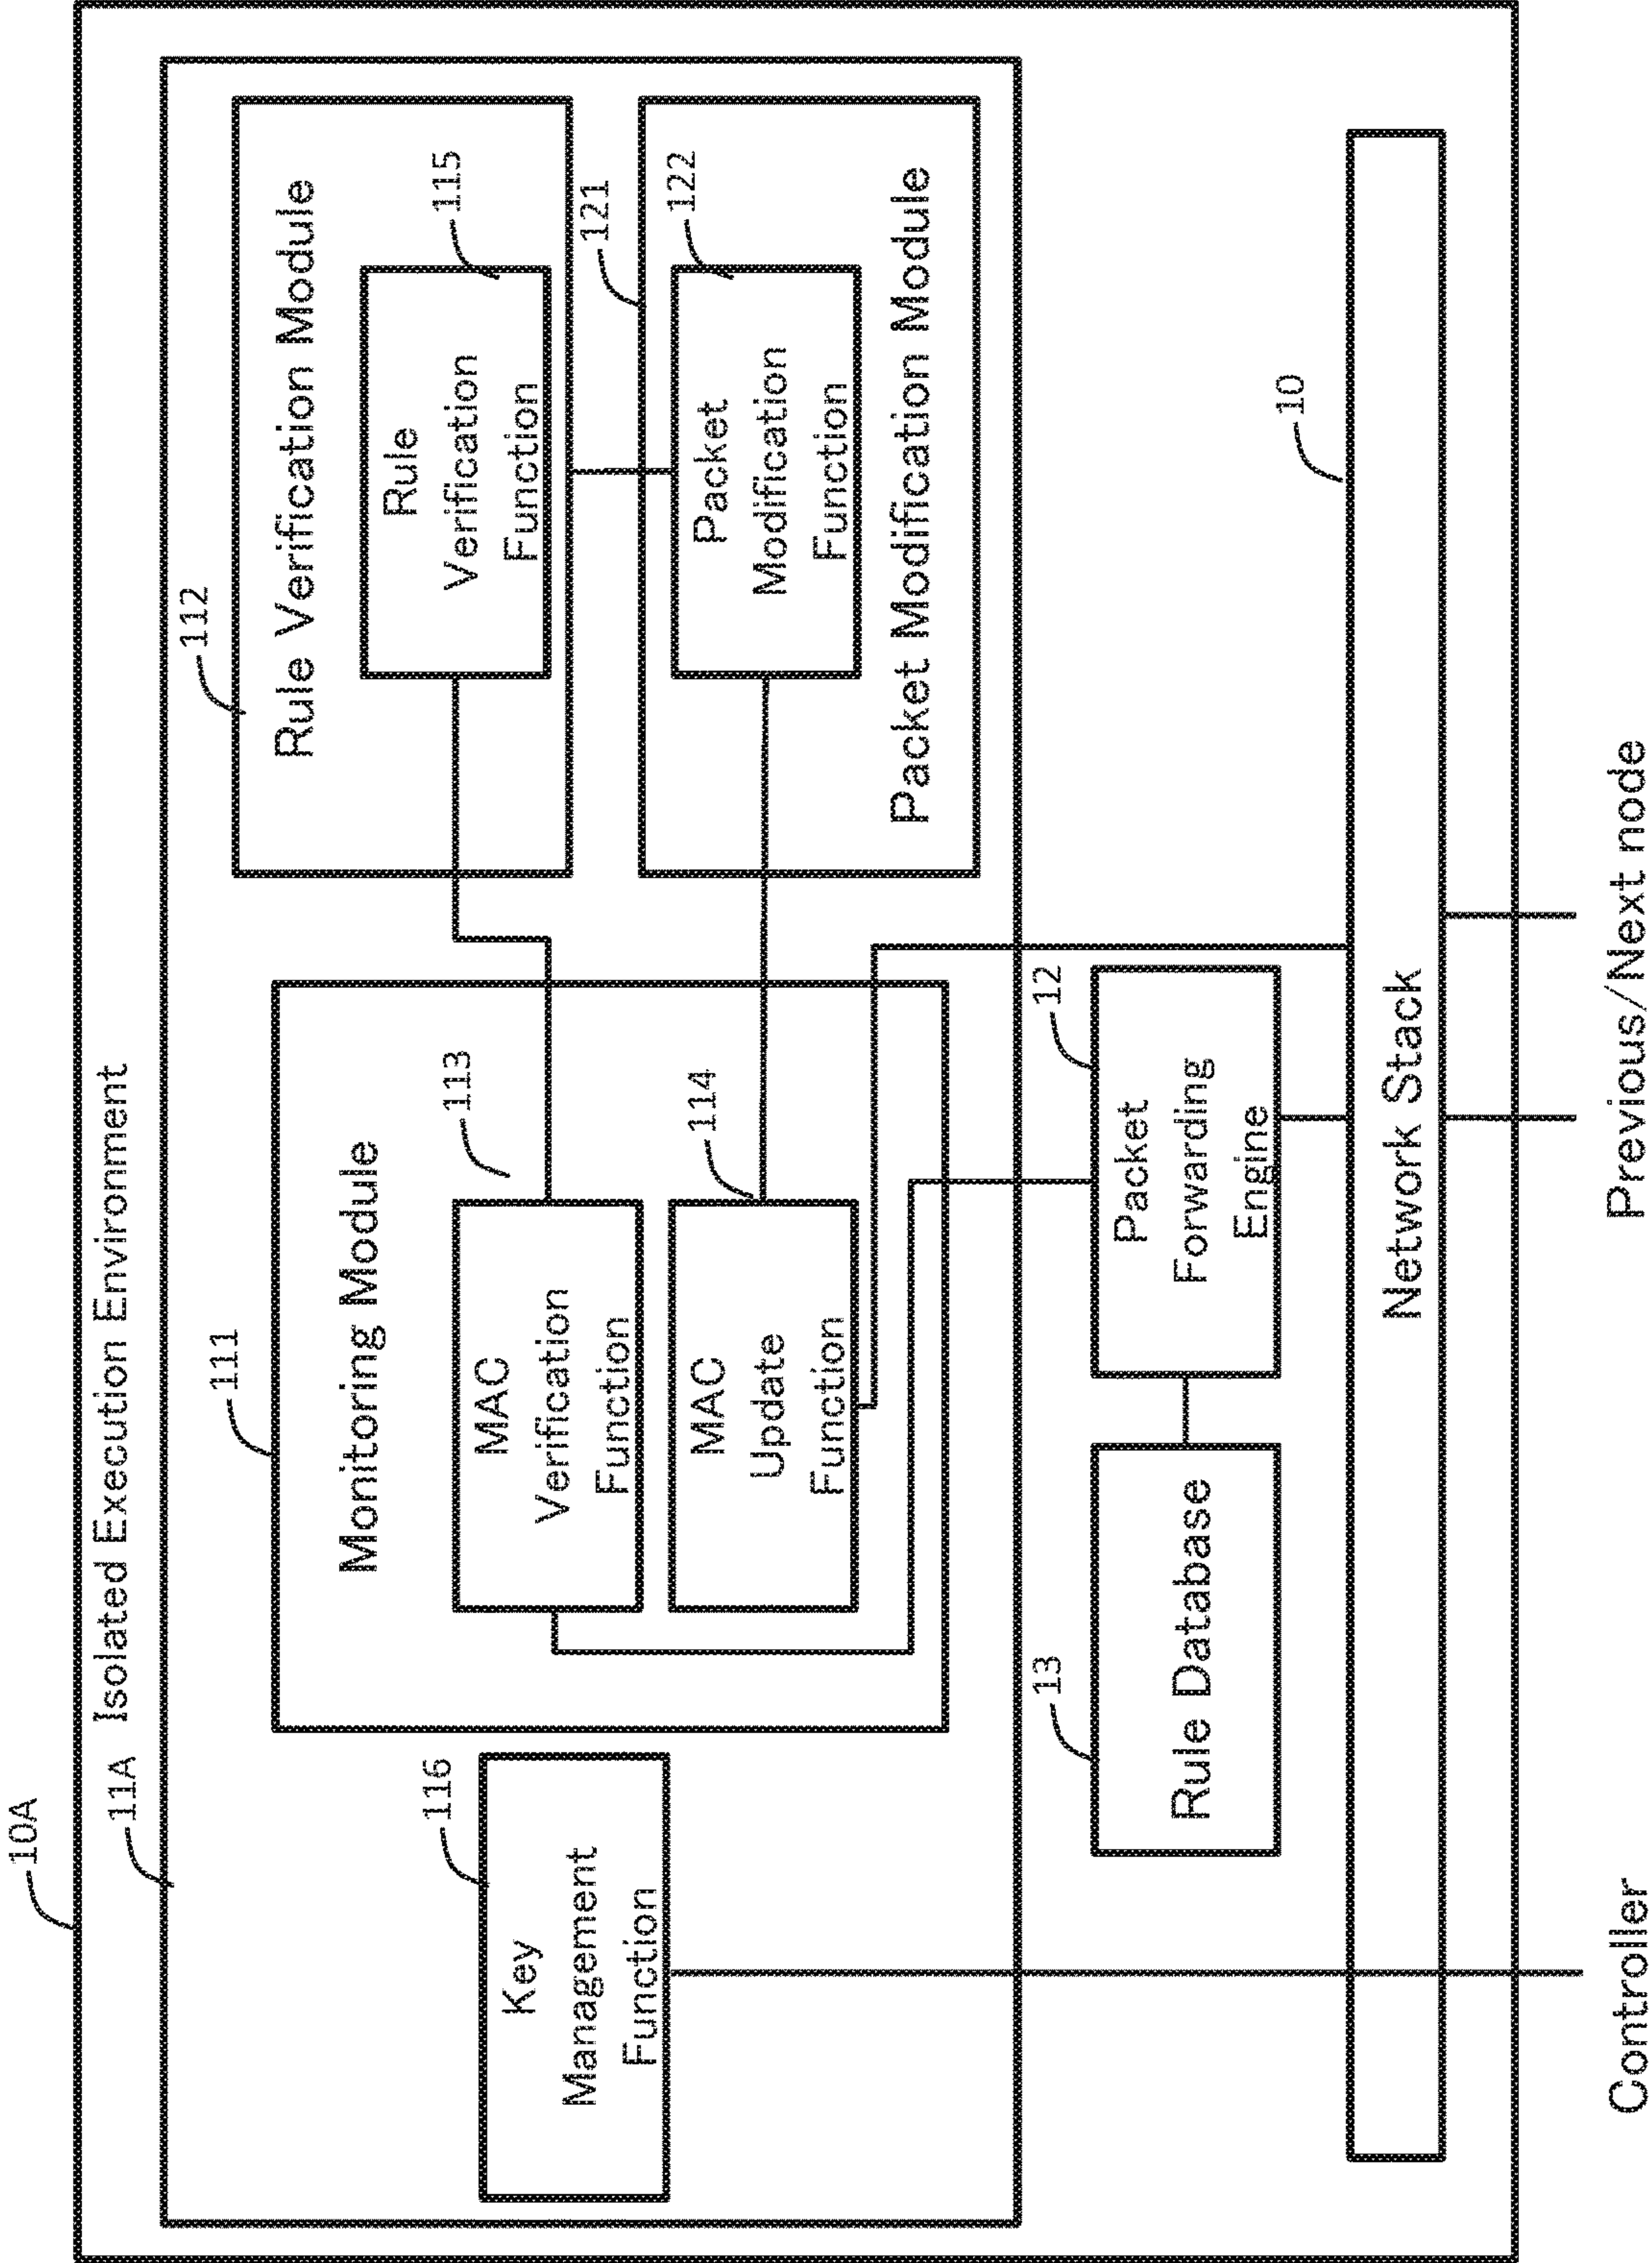 10A
11A
Isolated Execution Environment
111
112
Monitoring Module
Rule Verification Module
116
113
115
Key
Management
Function
MAC
Verification
Function
Rule
Verification
Function
121
114
122
MAC
Update
Function
Packet
Modification
Function
Packet Modification Module
13
12
Rule Database
Packet
Forwarding
Engine
10
Network Stack
Controller
Previous/Next node